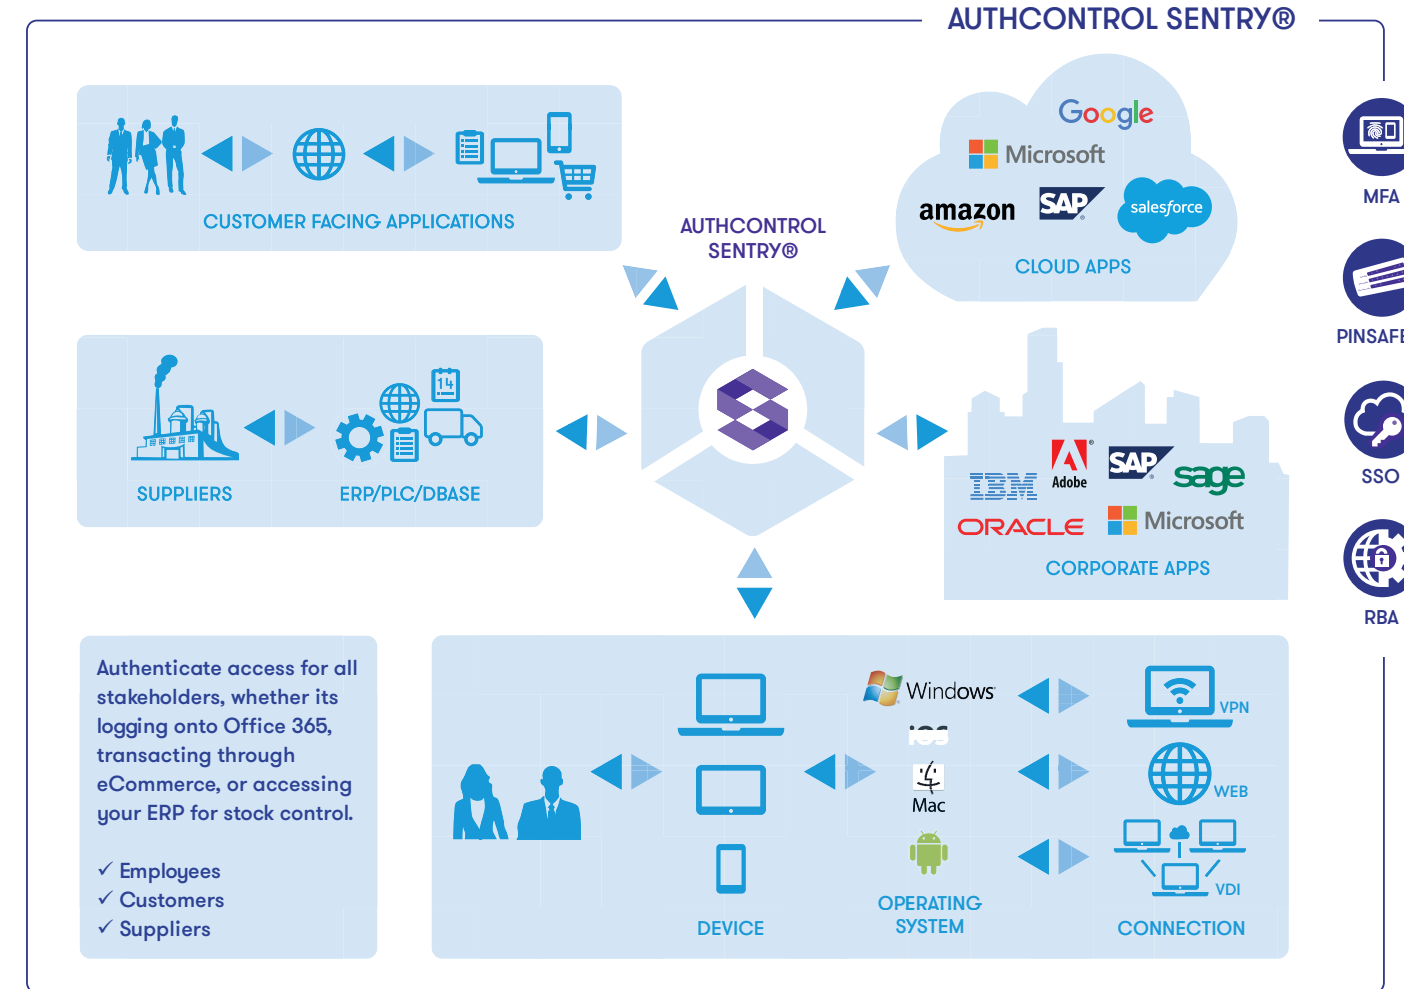 AUTHCONTROL SENTRY®
CUSTOMER FACING APPLICATIONS
AUTHCONTROL
SENTRY®
Google
Microsoft
amazon
SAP
salesforce
CLOUD APPS
MFA
PINSAFE
SSO
RBA
14
SUPPLIERS
ERP/PLC/DBASE
IBM
Adobe
SAP
sage
ORACLE
Microsoft
CORPORATE APPS
Authenticate access for all
stakeholders, whether its
logging onto Office 365,
transacting through
eCommerce, or accessing
your ERP for stock control.
✓ Employees
✓ Customers
✓ Suppliers
DEVICE
Windows
iOS
Mac
OPERATING
SYSTEM
VPN
WEB
VDI
CONNECTION